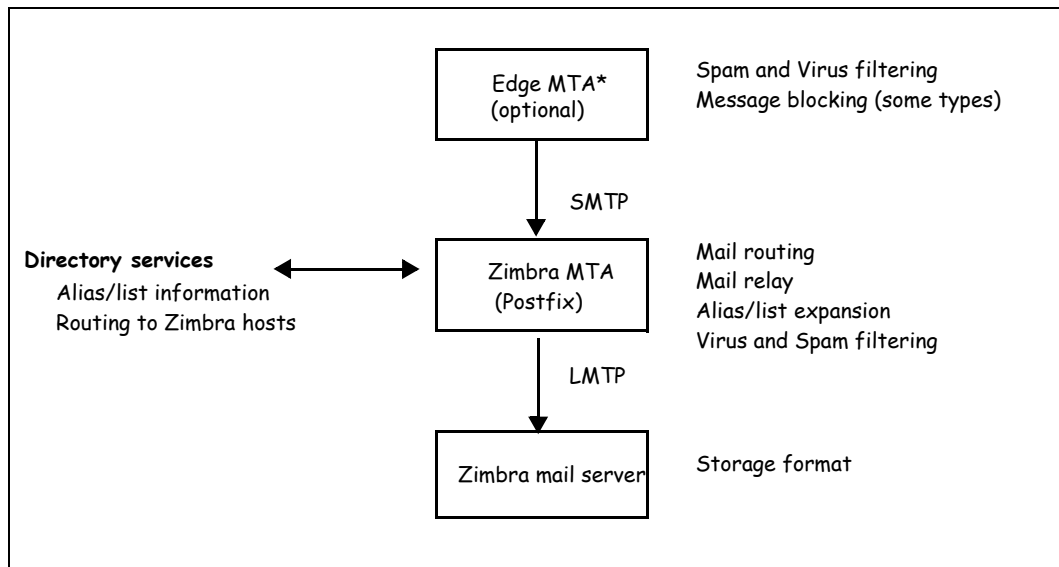 Edge MTA*
(optional)
Spam and Virus filtering
Message blocking (some types)
SMTP
Directory services
Alias/list information
Routing to Zimbra hosts
Zimbra MTA
(Postfix)
Mail routing
Mail relay
Alias/list expansion
Virus and Spam filtering
LMTP
Zimbra mail server
Storage format